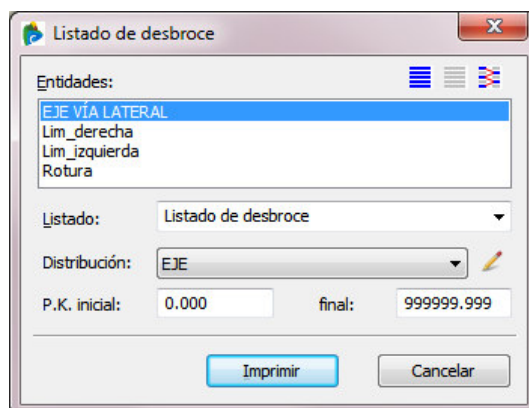 Listado de desbroce
Entidades:
EJE VÍA LATERAL
Lim_derecha
Lim_izquierda
Rotura
Listado: Listado de desbroce
Distribución: EJE
P.K. inicial: 0.000 final: 999999.999
Imprimir Cancelar